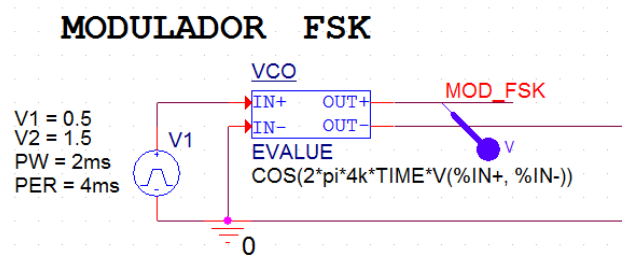 MODULADOR FSK
VCO
MOD_FSK
IN+ OUT+
IN- OUT-
V1 = 0.5
V2 = 1.5
PW = 2ms
PER = 4ms
V1
V
EVALUE
COS(2*pi*4k*TIME*V(%IN+, %IN-))
0